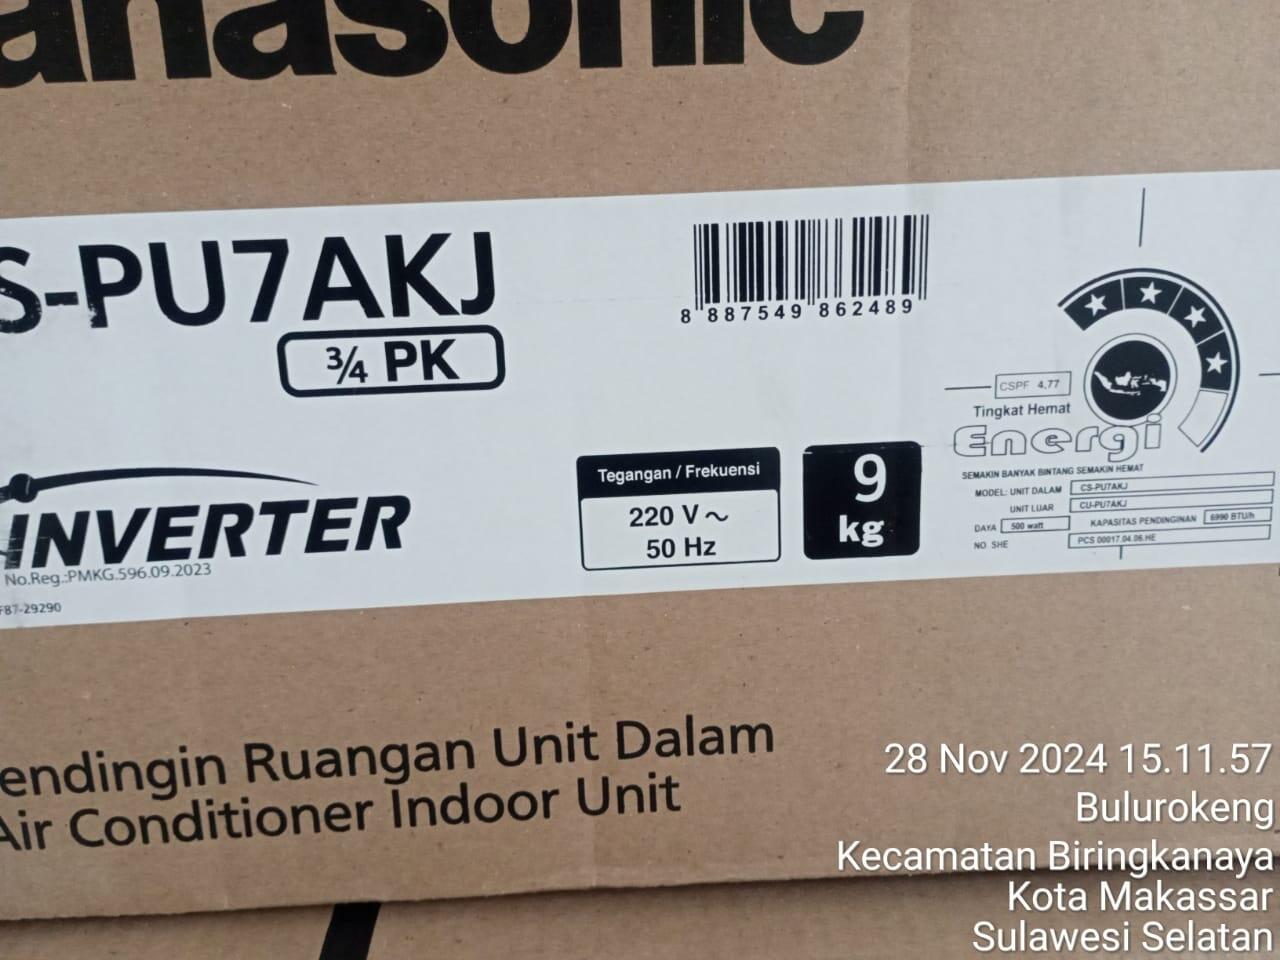 anasonic
S-PU7AKJ
¾ PK
8 887549 862489
CSPF 4,77
Tingkat Hemat
Energi
SEMAKIN BANYAK BINTANG SEMAKIN HEMAT
MODEL: UNIT DALAM CS-PU7AKJ
UNIT LUAR CU-PU7AKJ
DAYA 500 watt KAPASITAS PENDINGINAN 6990 BTU/h
NO SHE PCS 00017.04.06.HE
Tegangan / Frekuensi
220 V ~
50 Hz
9
kg
INVERTER
No.Reg.:PMKG.596.09.2023
F87-29290
endingin Ruangan Unit Dalam
Air Conditioner Indoor Unit
28 Nov 2024 15.11.57
Bulurokeng
Kecamatan Biringkanaya
Kota Makassar
Sulawesi Selatan